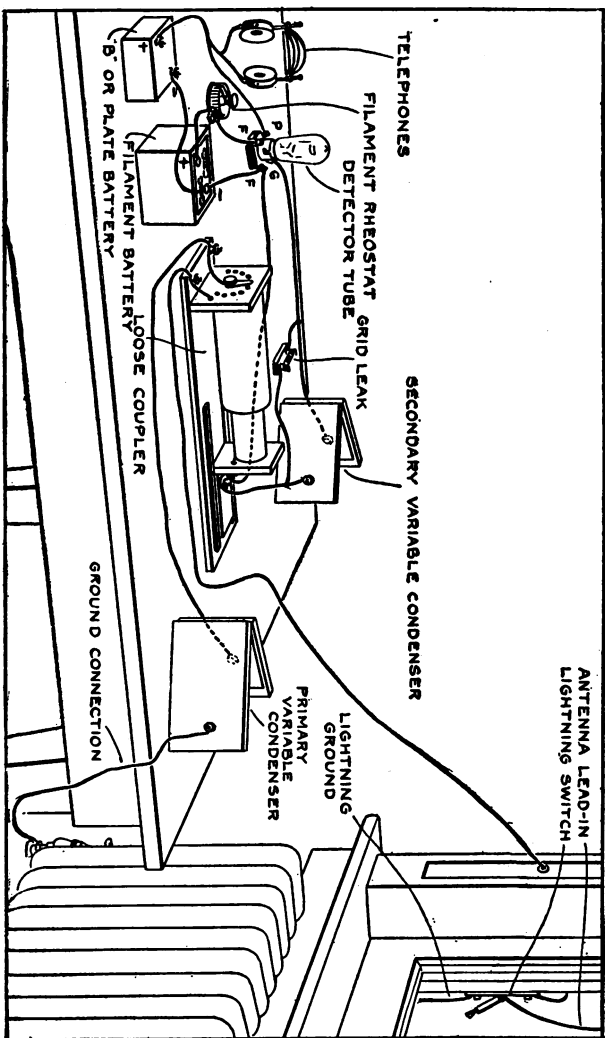 ANTENNA LEAD-IN
LIGHTNING SWITCH
SECONDARY VARIABLE CONDENSER
TELEPHONES
FILAMENT RHEOSTAT
DETECTOR TUBE
GRID LEAK
LIGHTNING
GROUND
PRIMARY
VARIABLE
CONDENSER
P
G
F
F
+
-
+
-
LOOSE COUPLER
FILAMENT BATTERY
"B" OR PLATE BATTERY
GROUND CONNECTION